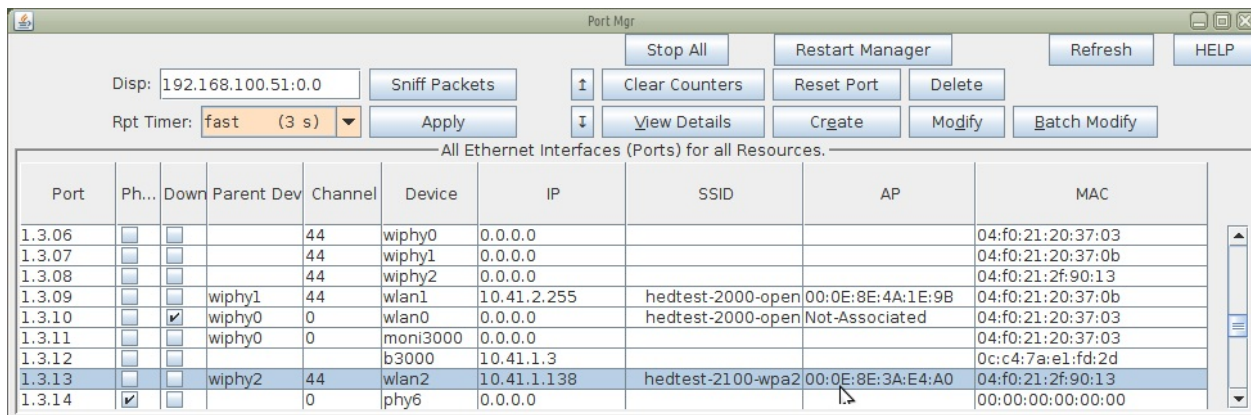 Port Mgr
Stop All Restart Manager Refresh HELP
Disp: 192.168.100.51:0.0 Sniff Packets ↥ Clear Counters Reset Port Delete
Rpt Timer: fast (3 s) Apply ↧ View Details Create Modify Batch Modify
All Ethernet Interfaces (Ports) for all Resources.
Port Ph... Down Parent Dev Channel Device IP SSID AP MAC
1.3.06 44 wiphy0 0.0.0.0 04:f0:21:20:37:03
1.3.07 44 wiphy1 0.0.0.0 04:f0:21:20:37:0b
1.3.08 44 wiphy2 0.0.0.0 04:f0:21:2f:90:13
1.3.09 wiphy1 44 wlan1 10.41.2.255 hedtest-2000-open 00:0E:8E:4A:1E:9B 04:f0:21:20:37:0b
1.3.10 wiphy0 0 wlan0 0.0.0.0 hedtest-2000-open Not-Associated 04:f0:21:20:37:03
1.3.11 wiphy0 0 moni3000 0.0.0.0 04:f0:21:20:37:03
1.3.12 b3000 10.41.1.3 0c:c4:7a:e1:fd:2d
1.3.13 wiphy2 44 wlan2 10.41.1.138 hedtest-2100-wpa2 00:0E:8E:3A:E4:A0 04:f0:21:2f:90:13
1.3.14 0 phy6 0.0.0.0 00:00:00:00:00:00